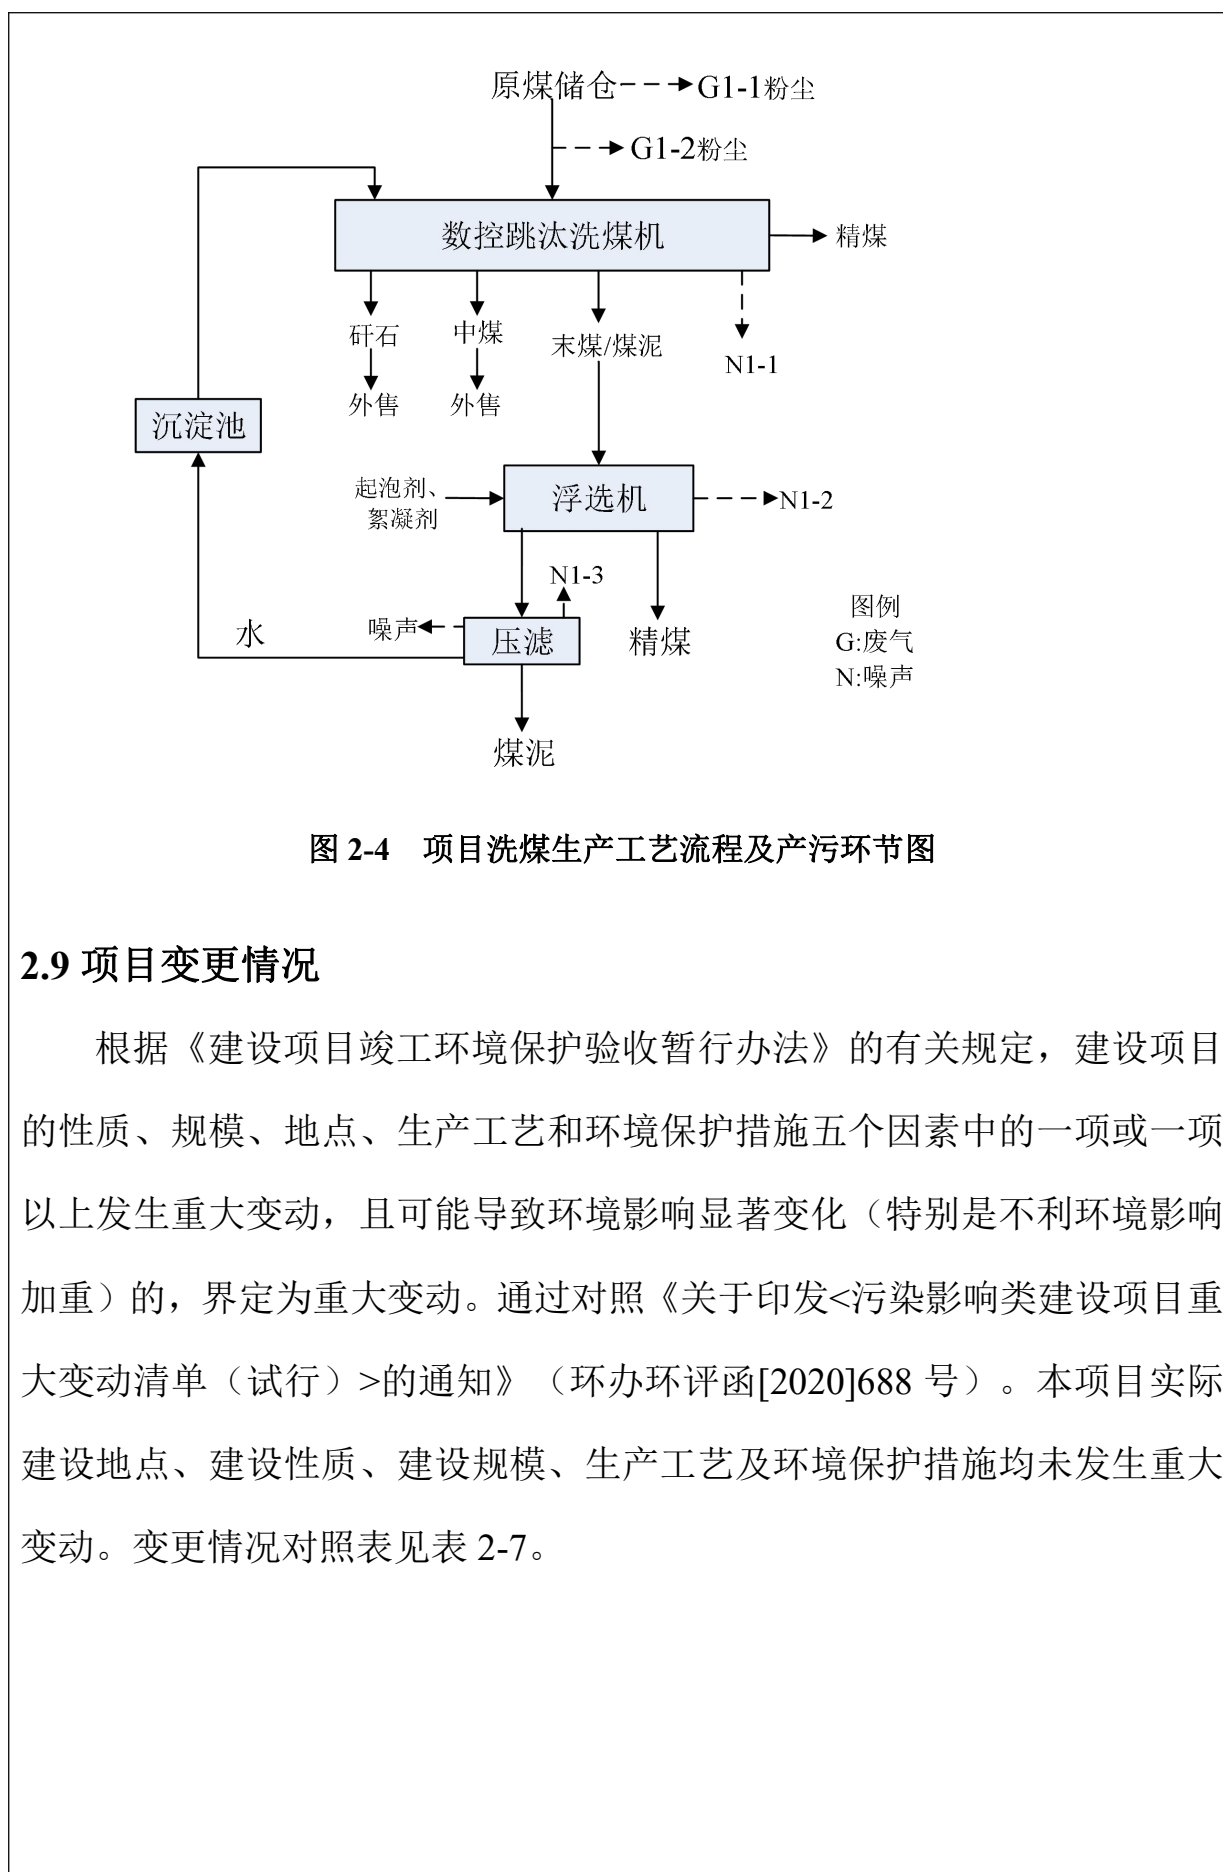 原煤储仓 G1-1粉尘
G1-2粉尘
数控跳汰洗煤机 精煤
矸石 中煤 末煤/煤泥 N1-1
外售 外售
沉淀池
起泡剂、
絮凝剂
浮选机 N1-2
N1-3
水 噪声 压滤 精煤
煤泥
图例
G:废气
N:噪声
图 2-4 项目洗煤生产工艺流程及产污环节图
2.9 项目变更情况
根据《建设项目竣工环境保护验收暂行办法》的有关规定，建设项目
的性质、规模、地点、生产工艺和环境保护措施五个因素中的一项或一项
以上发生重大变动，且可能导致环境影响显著变化（特别是不利环境影响
加重）的，界定为重大变动。通过对照《关于印发<污染影响类建设项目重
大变动清单（试行）>的通知》（环办环评函[2020]688 号）。本项目实际
建设地点、建设性质、建设规模、生产工艺及环境保护措施均未发生重大
变动。变更情况对照表见表 2-7。